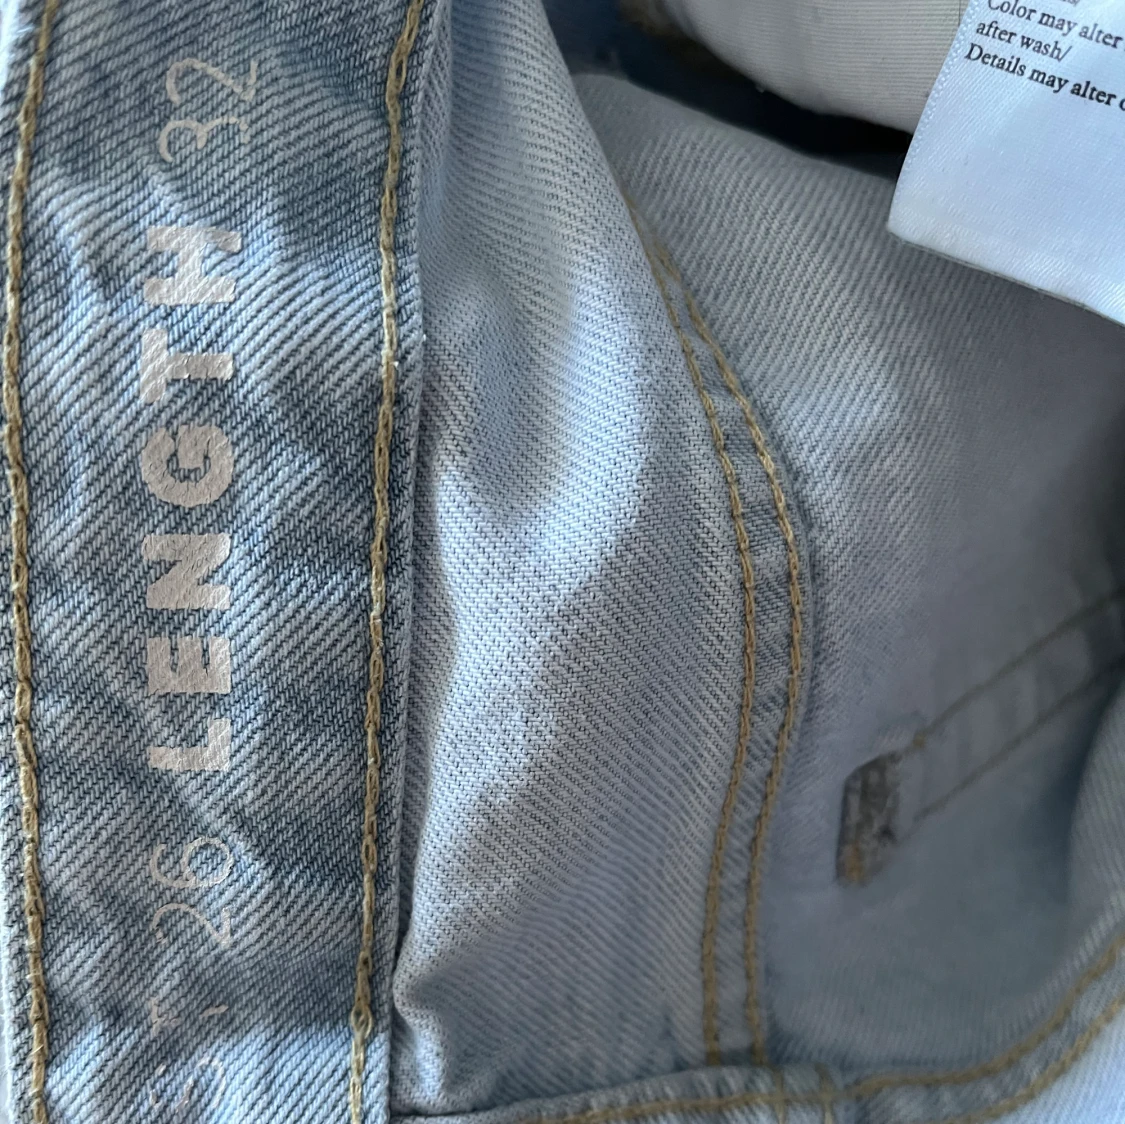 26 LENGTH 32
Color may alter
after wash/
Details may alter